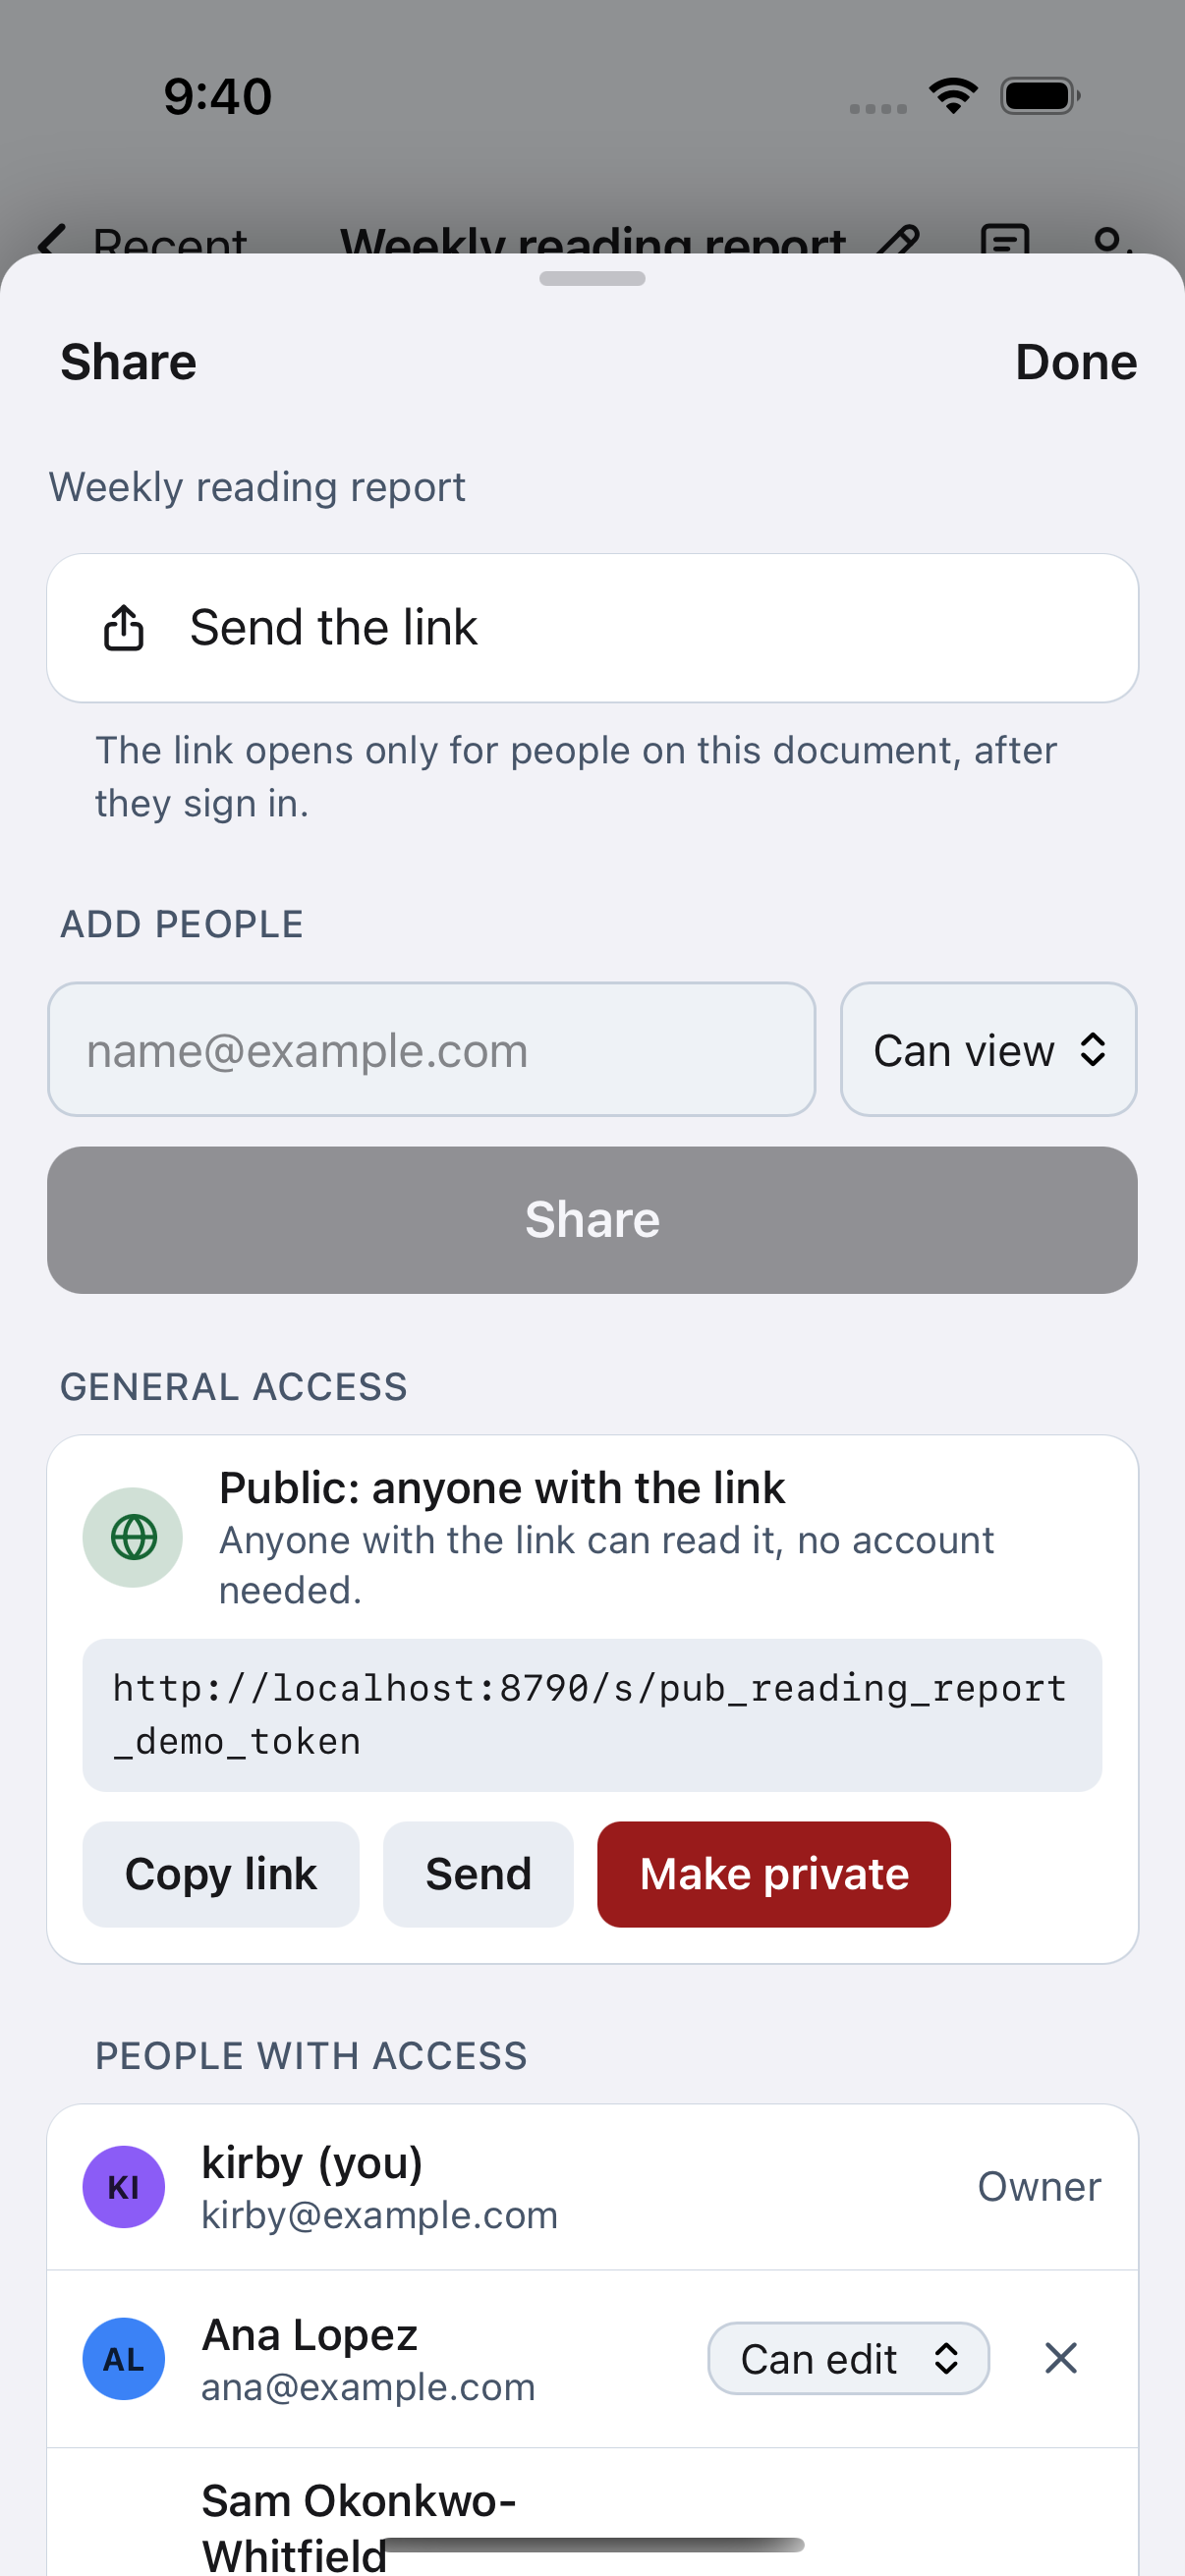 9:40
Recent
Weekly reading report
Share
Done
Weekly reading report
Send the link
The link opens only for people on this document, after
they sign in.
ADD PEOPLE
name@example.com
Can view
Share
GENERAL ACCESS
Public: anyone with the link
Anyone with the link can read it, no account
needed.
http://localhost:8790/s/pub_reading_report
_demo_token
Copy link
Send
Make private
PEOPLE WITH ACCESS
KI
kirby (you)
kirby@example.com
Owner
AL
Ana Lopez
ana@example.com
Can edit
Sam Okonkwo-
Whitfield